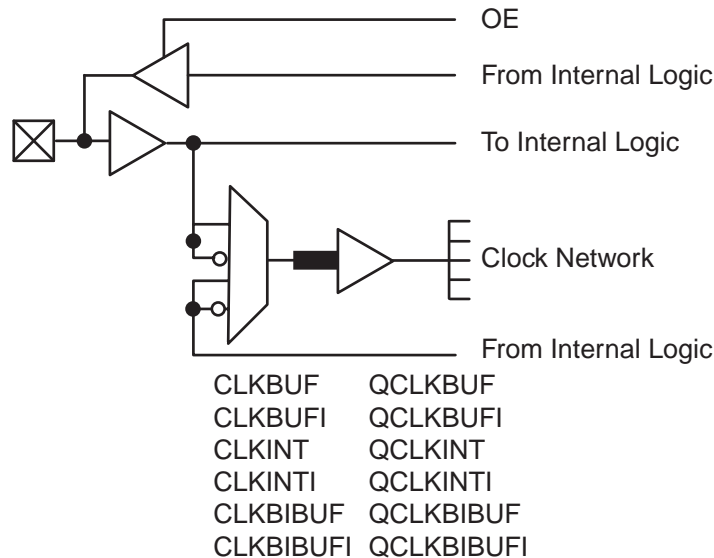 OE
From Internal Logic
To Internal Logic
Clock Network
From Internal Logic
CLKBUF QCLKBUF
CLKBUFI QCLKBUFI
CLKINT QCLKINT
CLKINTI QCLKINTI
CLKBIBUF QCLKBIBUF
CLKBIBUFI QCLKBIBUFI